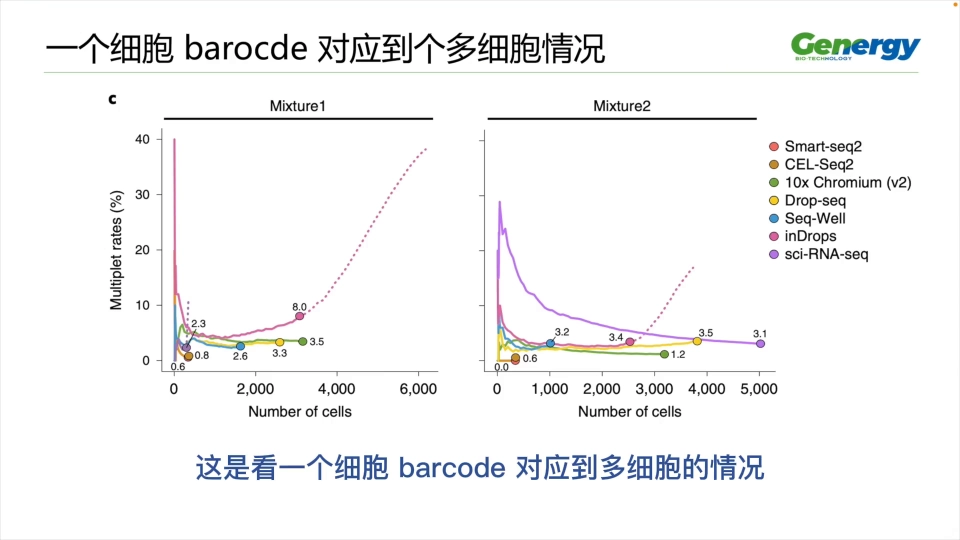 一个细胞 barocde 对应到个多细胞情况
Genergy
BIO-TECHNOLOGY
c
Mixture1
Mixture2
Multiplet rates (%)
40
30
20
10
0
2.3
0.8
0.6
2.6
3.3
3.5
8.0
0 2,000 4,000 6,000
Number of cells
3.2
3.4
3.5
3.1
1.2
0.6
0.0
0 1,000 2,000 3,000 4,000 5,000
Number of cells
Smart-seq2
CEL-Seq2
10x Chromium (v2)
Drop-seq
Seq-Well
inDrops
sci-RNA-seq
这是看一个细胞 barcode 对应到多细胞的情况